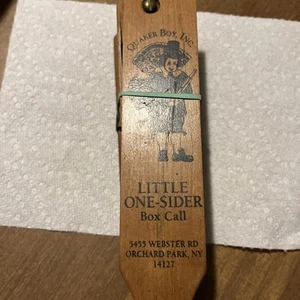 QUAKER BOY, INC.
LITTLE
ONE-SIDER
Box Call
5455 WEBSTER RD
ORCHARD PARK, NY
14127